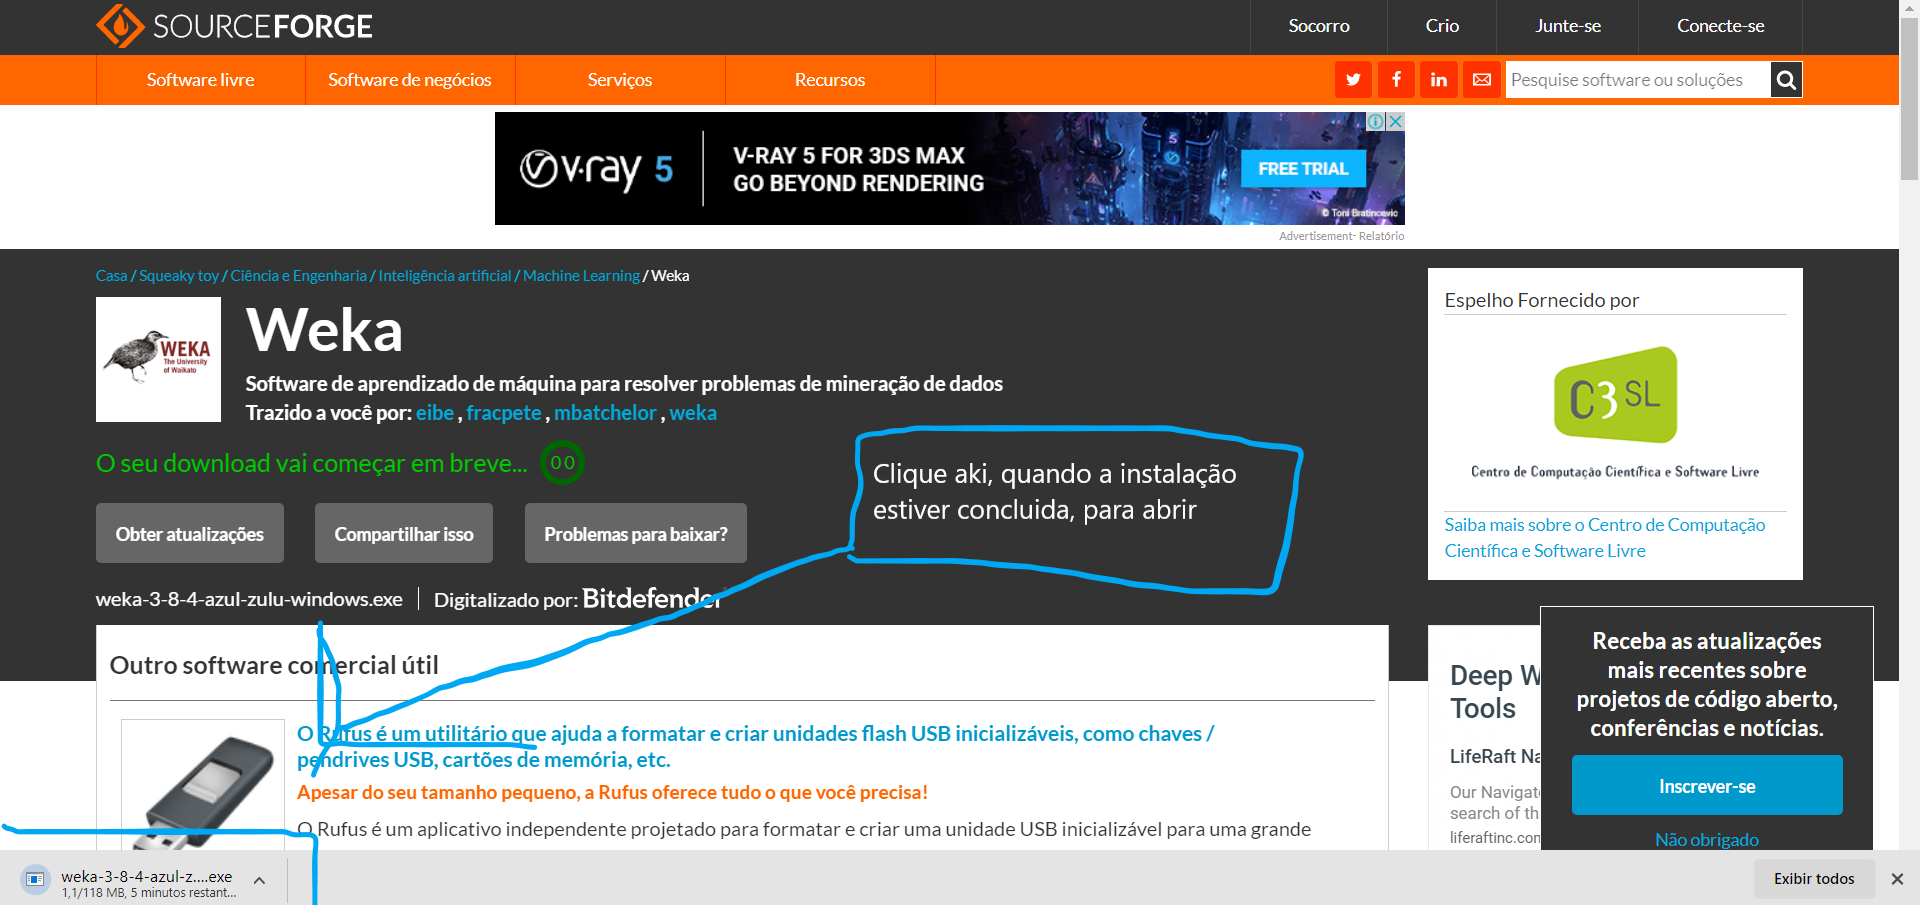 SOURCEFORGE
Socorro
Crio
Junte-se
Conecte-se
Software livre
Software de negócios
Serviços
Recursos
Pesquise software ou soluções
v-ray 5
V-RAY 5 FOR 3DS MAX
GO BEYOND RENDERING
FREE TRIAL
© Toni Bratincevic
Advertisement- Relatório
Casa / Squeaky toy / Ciência e Engenharia / Inteligência artificial / Machine Learning / Weka
WEKA
The University
of Waikato
Weka
Software de aprendizado de máquina para resolver problemas de mineração de dados
Trazido a você por: eibe , fracpete , mbatchelor , weka
O seu download vai começar em breve... 00
Obter atualizações
Compartilhar isso
Problemas para baixar?
Clique aki, quando a instalação
estiver concluida, para abrir
weka-3-8-4-azul-zulu-windows.exe
Digitalizado por: Bitdefender
Espelho Fornecido por
C3SL
Centro de Computação Científica e Software Livre
Saiba mais sobre o Centro de Computação
Científica e Software Livre
Outro software comercial útil
O Rufus é um utilitário que ajuda a formatar e criar unidades flash USB inicializáveis, como chaves /
pendrives USB, cartões de memória, etc.
Apesar do seu tamanho pequeno, a Rufus oferece tudo o que você precisa!
O Rufus é um aplicativo independente projetado para formatar e criar uma unidade USB inicializável para uma grande
Deep W
Tools
LifeRaft Na
Our Navigat
search of th
liferaftinc.con
Receba as atualizações
mais recentes sobre
projetos de código aberto,
conferências e notícias.
Inscrever-se
Não obrigado
weka-3-8-4-azul-z....exe
1,1/118 MB, 5 minutos restant...
Exibir todos